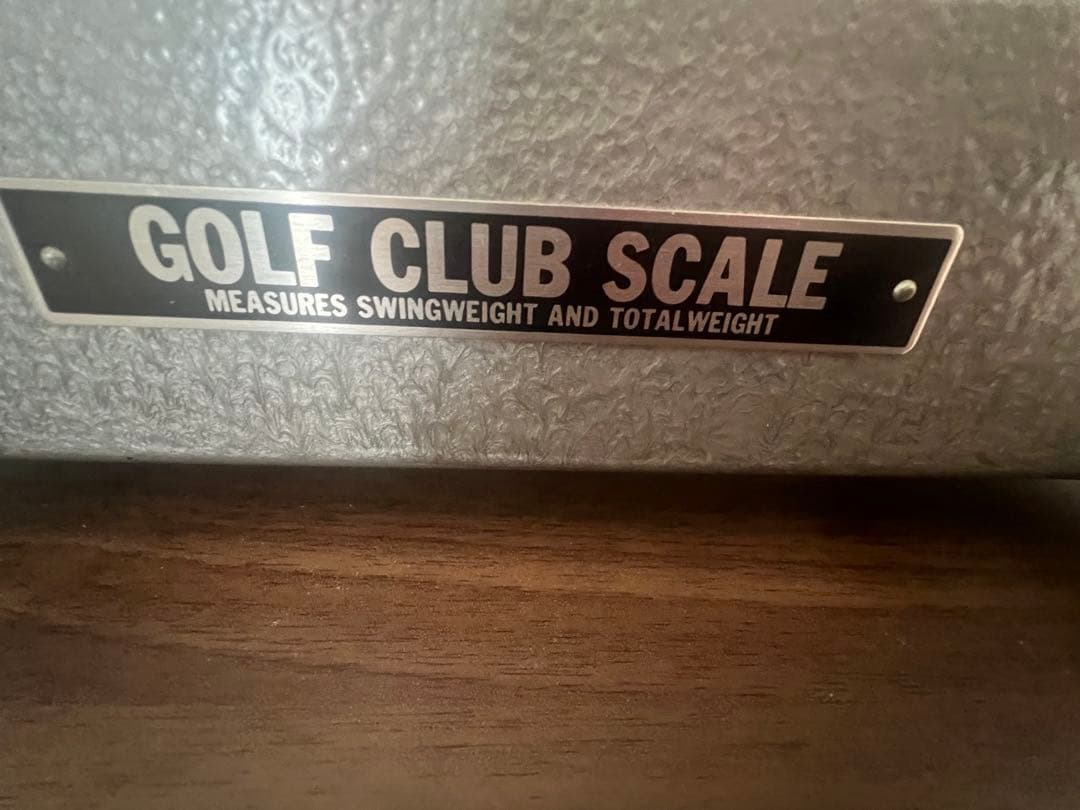 GOLF CLUB SCALE
MEASURES SWINGWEIGHT AND TOTALWEIGHT